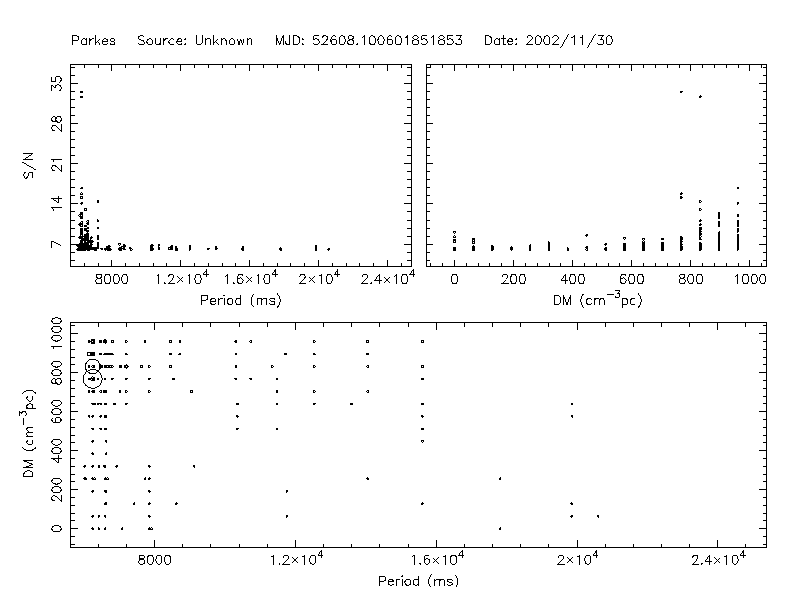 Parkes Source: Unknown MJD: 52608.100601851853 Date: 2002/11/30
S/N
35
28
21
14
7
8000 1.2×10⁴ 1.6×10⁴ 2×10⁴ 2.4×10⁴
Period (ms)
0 200 400 600 800 1000
DM (cm⁻³pc)
DM (cm⁻³pc)
1000
800
600
400
200
0
8000 1.2×10⁴ 1.6×10⁴ 2×10⁴ 2.4×10⁴
Period (ms)